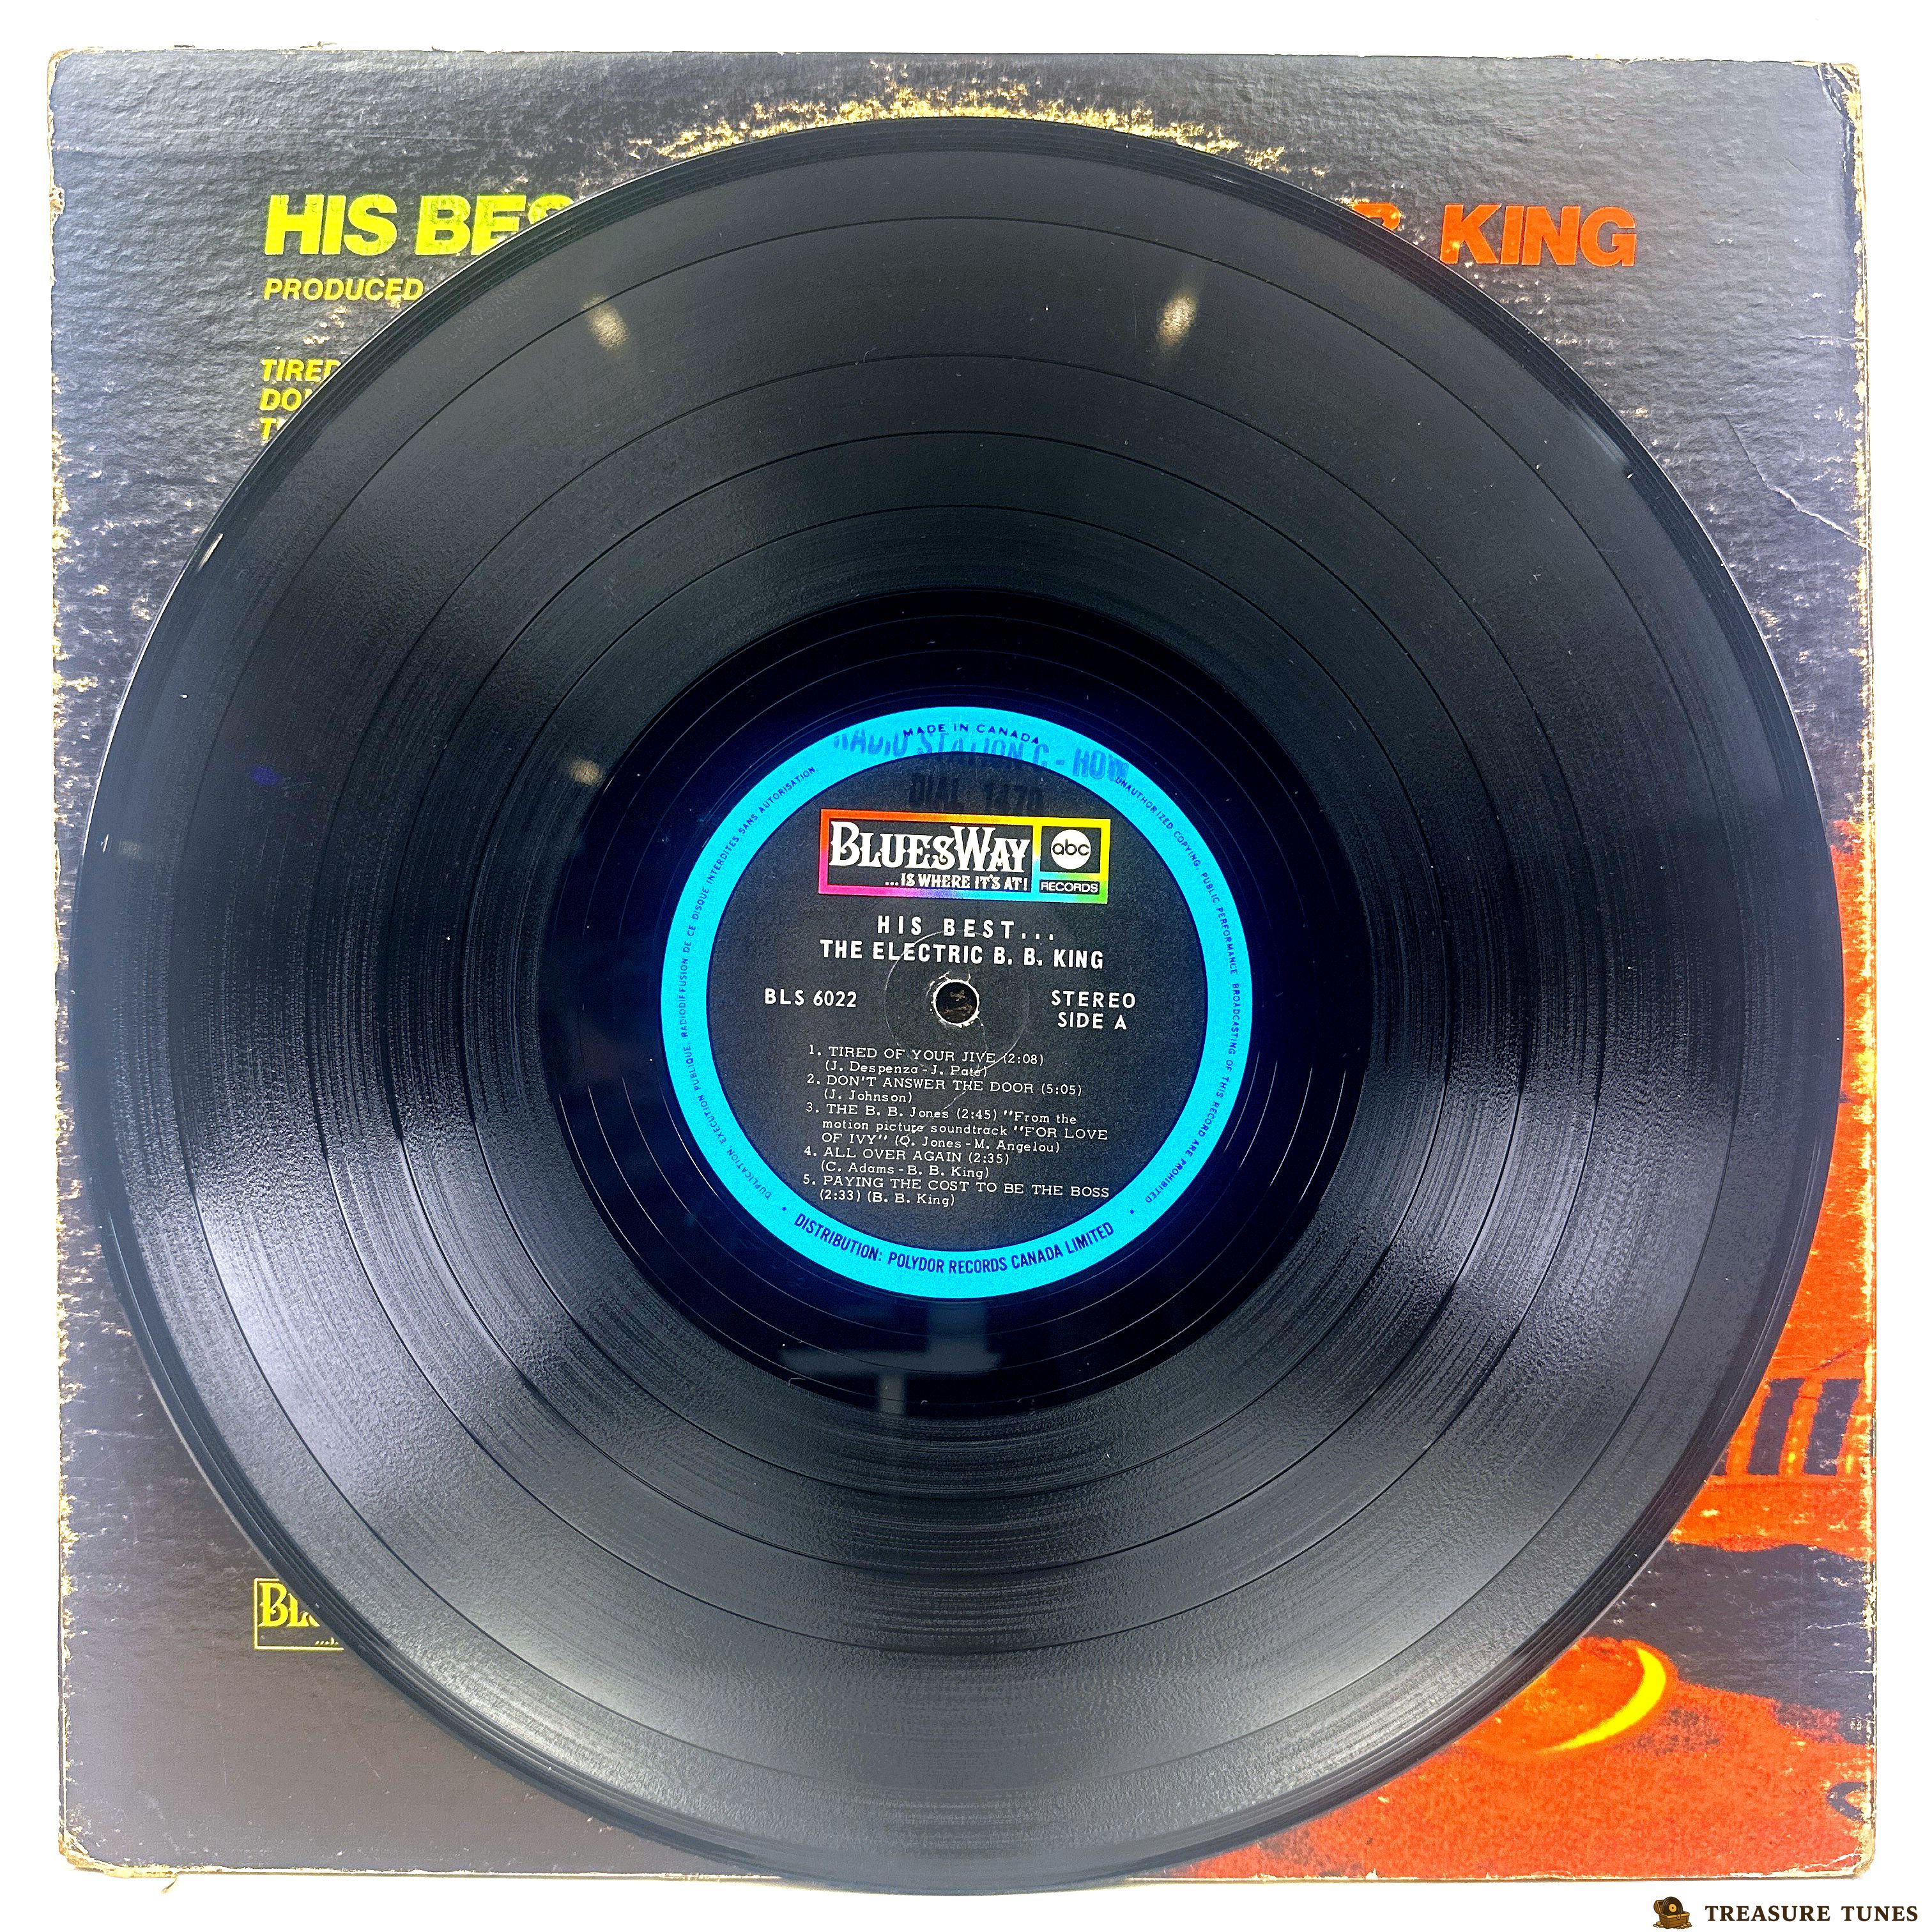 HIS BES
B. KING
PRODUCED
TIRED
DON'
BL
MADE IN CANADA
RADIO STATION C - HOW
DIAL 1470
UNAUTHORIZED COPYING, PUBLIC PERFORMANCE BROADCASTING OF THIS RECORD ARE PROHIBITED
DUPLICATION, EXECUTION PUBLIQUE, RADIODIFFUSION DE CE DISQUE INTERDITES SANS AUTORISATION.
BLUESWAY
...IS WHERE IT'S AT!
abc
RECORDS
HIS BEST...
THE ELECTRIC B. B. KING
BLS 6022
STEREO
SIDE A
1. TIRED OF YOUR JIVE (2:08)
(J. Despenza - J. Pate)
2. DON'T ANSWER THE DOOR (5:05)
(J. Johnson)
3. THE B. B. Jones (2:45) "From the
motion picture soundtrack "FOR LOVE
OF IVY" (Q. Jones - M. Angelou)
4. ALL OVER AGAIN (2:35)
(C. Adams - B. B. King)
5. PAYING THE COST TO BE THE BOSS
(2:33) (B. B. King)
• DISTRIBUTION: POLYDOR RECORDS CANADA LIMITED •
TREASURE TUNES